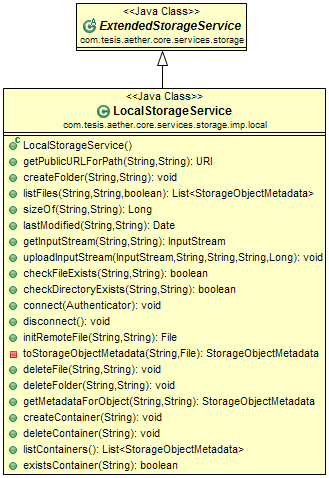 <<Java Class>>
A
ExtendedStorageService
com.tesis.aether.core.services.storage
<<Java Class>>
C
LocalStorageService
com.tesis.aether.core.services.storage.imp.local
C
LocalStorageService()
getPublicURLForPath(String,String): URI
createFolder(String,String): void
listFiles(String,String,boolean): List<StorageObjectMetadata>
sizeOf(String,String): Long
lastModified(String,String): Date
getInputStream(String,String): InputStream
uploadInputStream(InputStream,String,String,String,Long): void
checkFileExists(String,String): boolean
checkDirectoryExists(String,String): boolean
connect(Authenticator): void
disconnect(): void
initRemoteFile(String,String): File
toStorageObjectMetadata(String,File): StorageObjectMetadata
deleteFile(String,String): void
deleteFolder(String,String): void
getMetadataForObject(String,String): StorageObjectMetadata
createContainer(String): void
deleteContainer(String): void
listContainers(): List<StorageObjectMetadata>
existsContainer(String): boolean